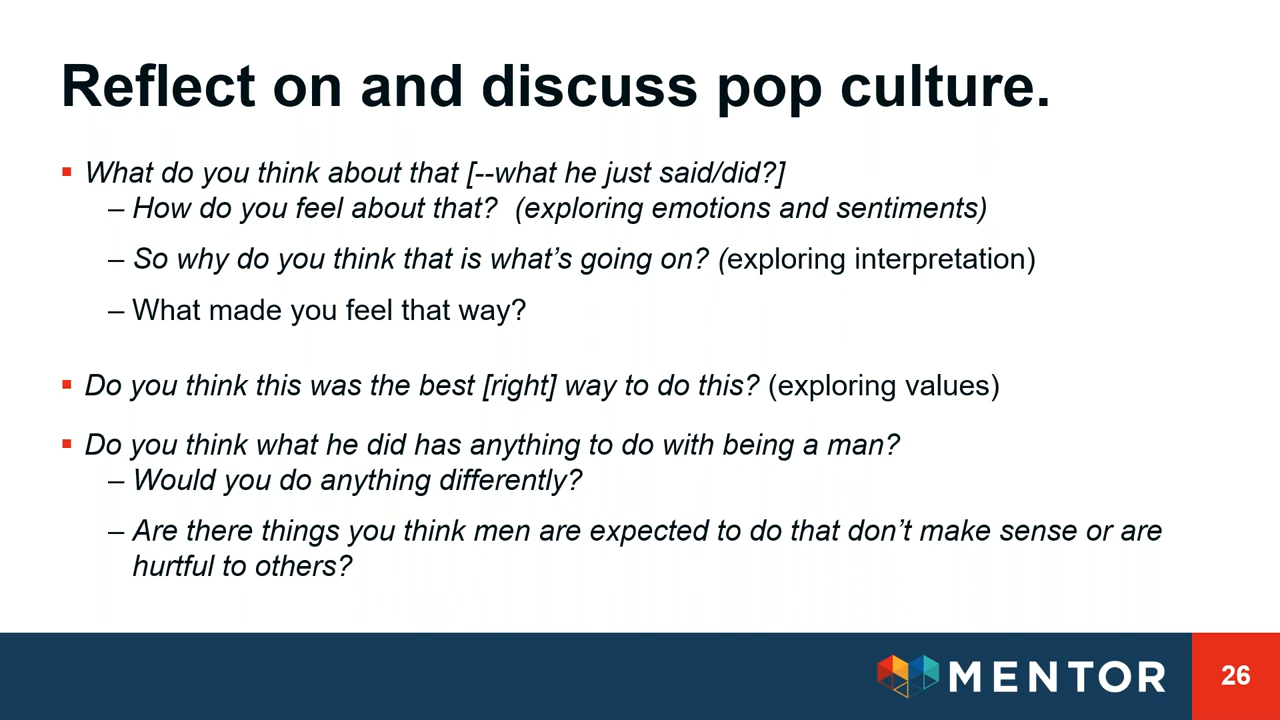 Reflect on and discuss pop culture.
▪ What do you think about that [--what he just said/did?]
– How do you feel about that?  (exploring emotions and sentiments)
– So why do you think that is what’s going on? (exploring interpretation)
– What made you feel that way?
▪ Do you think this was the best [right] way to do this? (exploring values)
▪ Do you think what he did has anything to do with being a man?
– Would you do anything differently?
– Are there things you think men are expected to do that don’t make sense or are
hurtful to others?
MENTOR
26